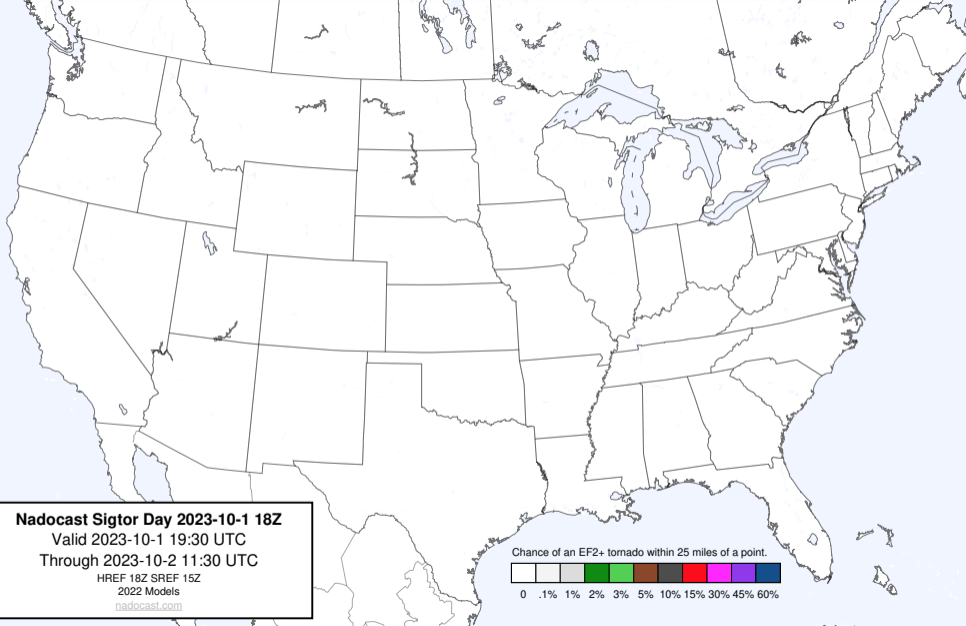 Nadocast Sigtor Day 2023-10-1 18Z
Valid 2023-10-1 19:30 UTC
Through 2023-10-2 11:30 UTC
HREF 18Z SREF 15Z
2022 Models
nadocast.com
Chance of an EF2+ tornado within 25 miles of a point.
0 .1% 1% 2% 3% 5% 10% 15% 30% 45% 60%